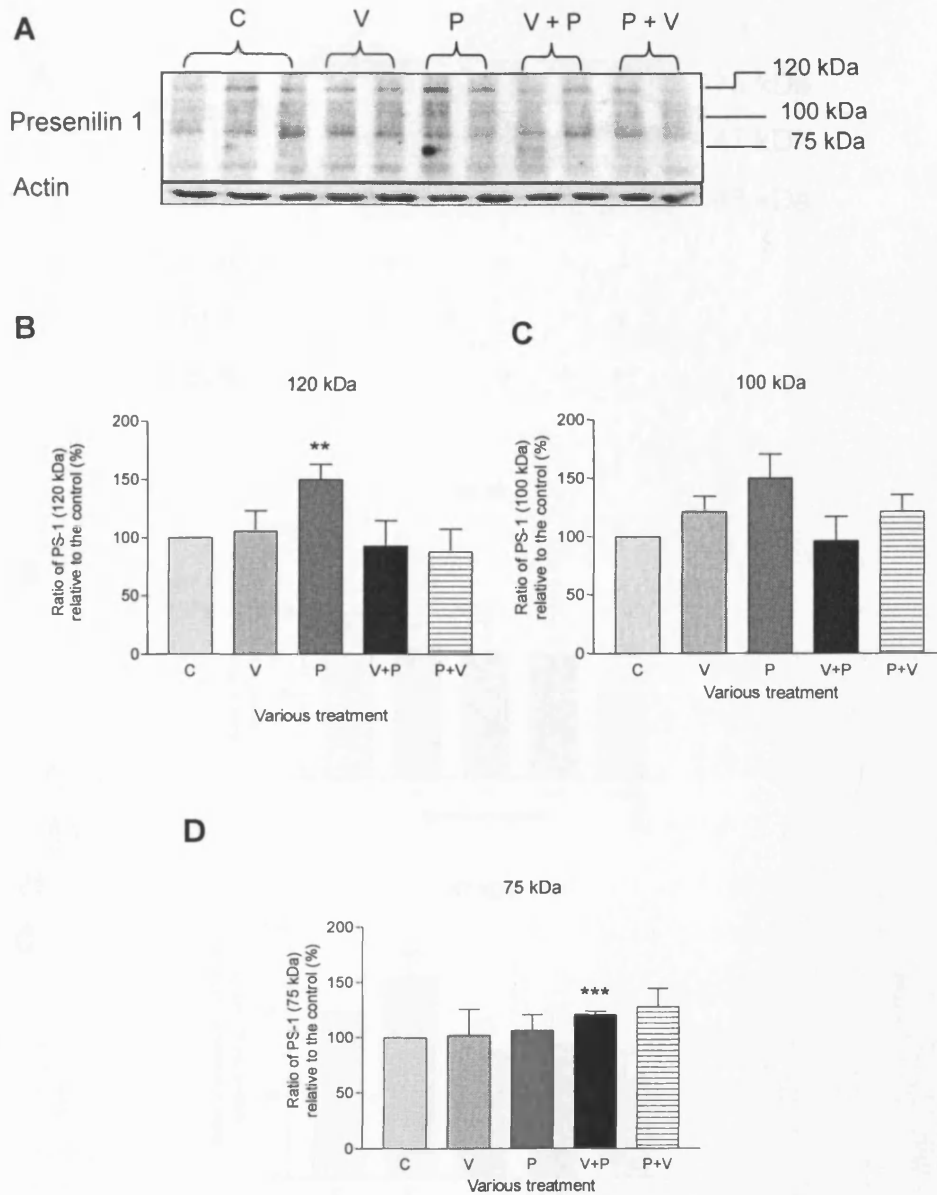 A
C V P V + P P + V
120 kDa
Presenilin 1
100 kDa
75 kDa
Actin
B
120 kDa
Ratio of PS-1 (120 kDa)
relative to the control (%)
200
150
100
50
0
**
C V P V+P P+V
Various treatment
C
100 kDa
Ratio of PS-1 (100 kDa)
relative to the control (%)
200
150
100
50
0
C V P V+P P+V
Various treatment
D
75 kDa
Ratio of PS-1 (75 kDa)
relative to the control (%)
200
150
100
50
0
***
C V P V+P P+V
Various treatment